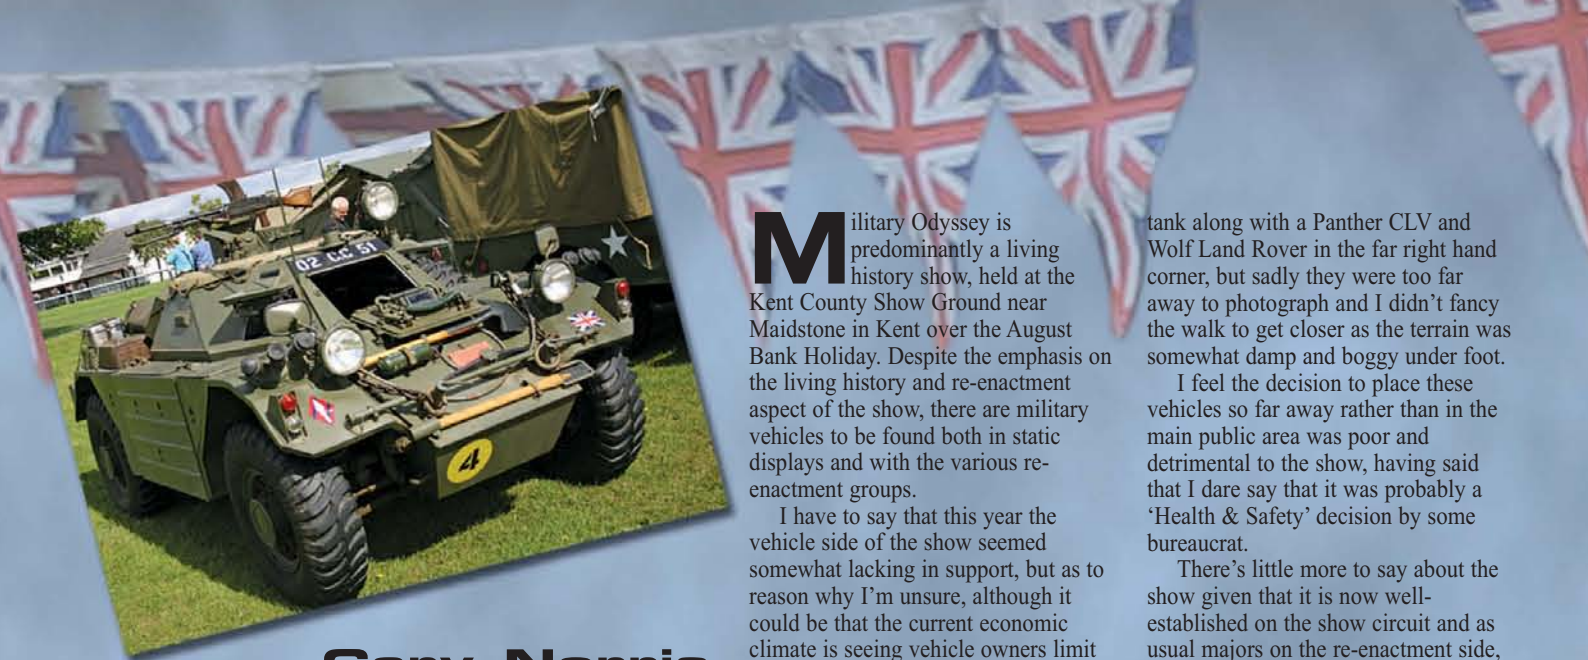 02 CC 51
4
Military Odyssey is
predominantly a living
history show, held at the
Kent County Show Ground near
Maidstone in Kent over the August
Bank Holiday. Despite the emphasis on
the living history and re-enactment
aspect of the show, there are military
vehicles to be found both in static
displays and with the various re-
enactment groups.
I have to say that this year the
vehicle side of the show seemed
somewhat lacking in support, but as to
reason why I'm unsure, although it
could be that the current economic
climate is seeing vehicle owners limit
tank along with a Panther CLV and
Wolf Land Rover in the far right hand
corner, but sadly they were too far
away to photograph and I didn't fancy
the walk to get closer as the terrain was
somewhat damp and boggy under foot.
I feel the decision to place these
vehicles so far away rather than in the
main public area was poor and
detrimental to the show, having said
that I dare say that it was probably a
‘Health & Safety’ decision by some
bureaucrat.
There's little more to say about the
show given that it is now well-
established on the show circuit and as
usual majors on the re-enactment side,